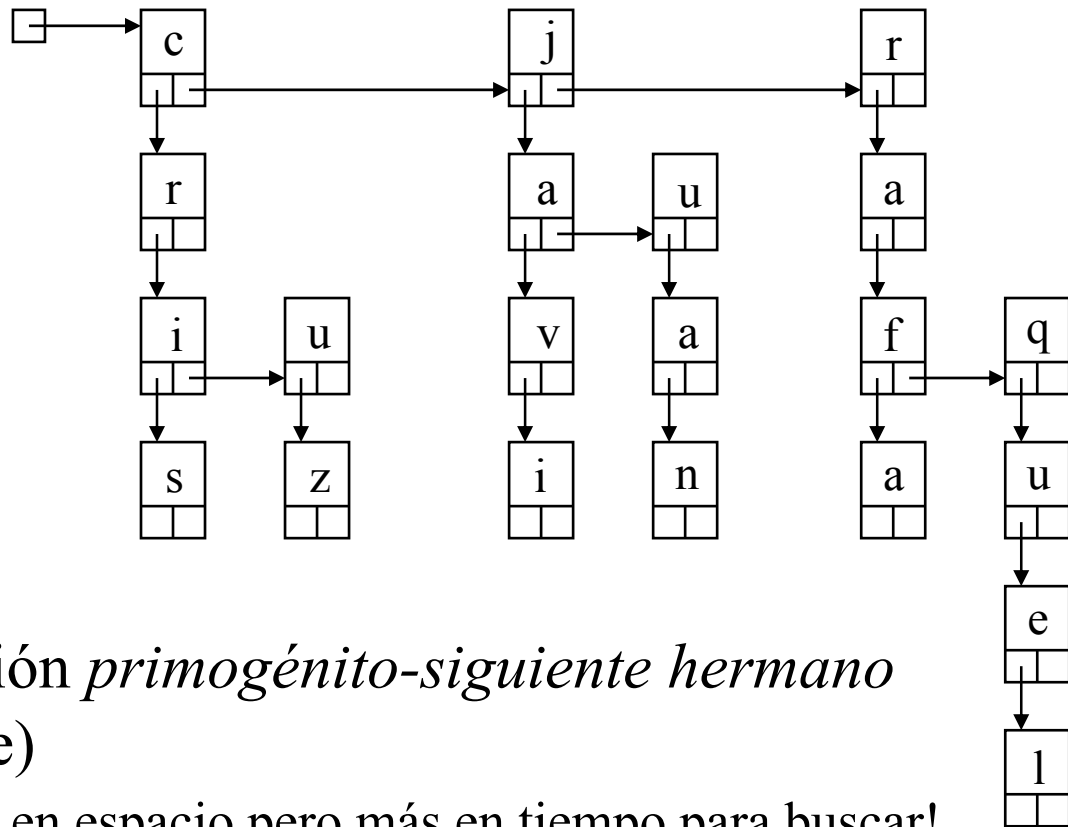 c j r
r a u a
i u v a f q
s z i n a u
e
ión primogénito-siguiente hermano
e)
l
en espacio pero más en tiempo para buscar!